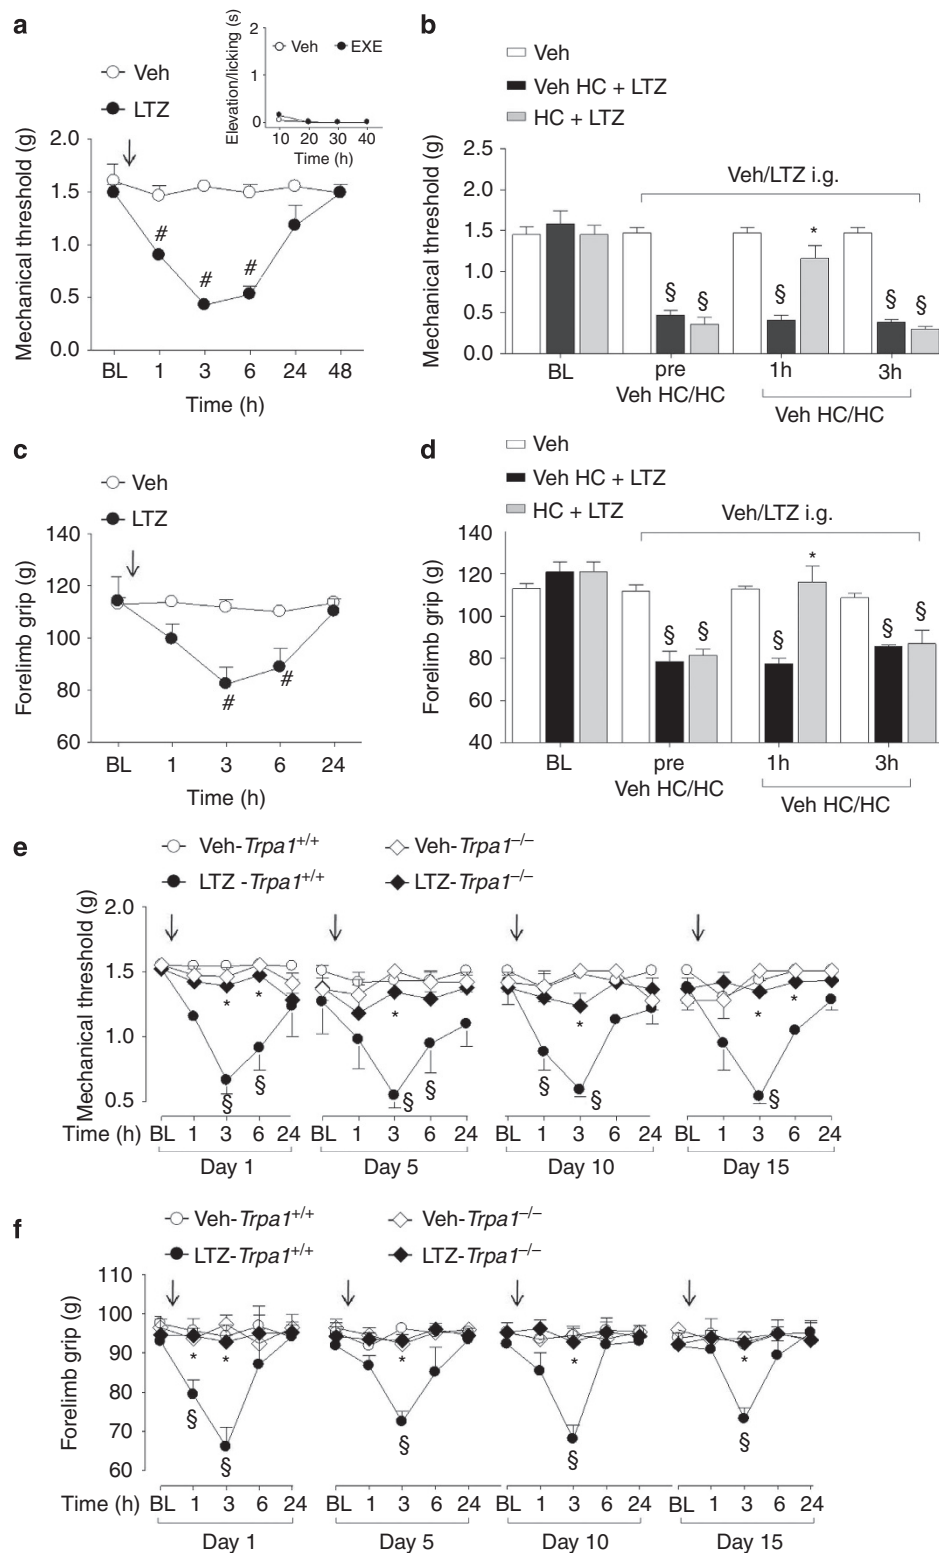 a
Elevation/licking (s)
2
1
0
Veh
EXE
10 20 30 40
Time (h)
Veh
LTZ
Mechanical threshold (g)
2.0
1.5
1.0
0.5
0.0
#
#
#
BL 1 3 6 24 48
Time (h)
b
Veh
Veh HC + LTZ
HC + LTZ
Mechanical threshold (g)
Veh/LTZ i.g.
2.0
1.5
1.0
0.5
0.0
§ § § * § §
BL pre 1h 3h
Veh HC/HC
Veh HC/HC
c
Veh
LTZ
Forelimb grip (g)
140
120
100
80
60
#
#
BL 1 3 6 24
Time (h)
d
Veh
Veh HC + LTZ
HC + LTZ
Forelimb grip (g)
Veh/LTZ i.g.
140
120
100
80
60
40
§ § § * § §
BL pre 1h 3h
Veh HC/HC
Veh HC/HC
e
Veh-Trpa1+/+ Veh-Trpa1–/–
LTZ -Trpa1+/+ LTZ-Trpa1–/–
Mechanical threshold (g)
2.0
1.5
1.0
0.5
* * * * * *
§ § § § § § §
Time (h) BL 1 3 6 24 BL 1 3 6 24 BL 1 3 6 24 BL 1 3 6 24
Day 1 Day 5 Day 10 Day 15
f
Veh-Trpa1+/+ Veh-Trpa1–/–
LTZ-Trpa1+/+ LTZ-Trpa1–/–
Forelimb grip (g)
110
100
90
80
70
60
* * * * *
§ § § § §
Time (h) BL 1 3 6 24 BL 1 3 6 24 BL 1 3 6 24 BL 1 3 6 24
Day 1 Day 5 Day 10 Day 15